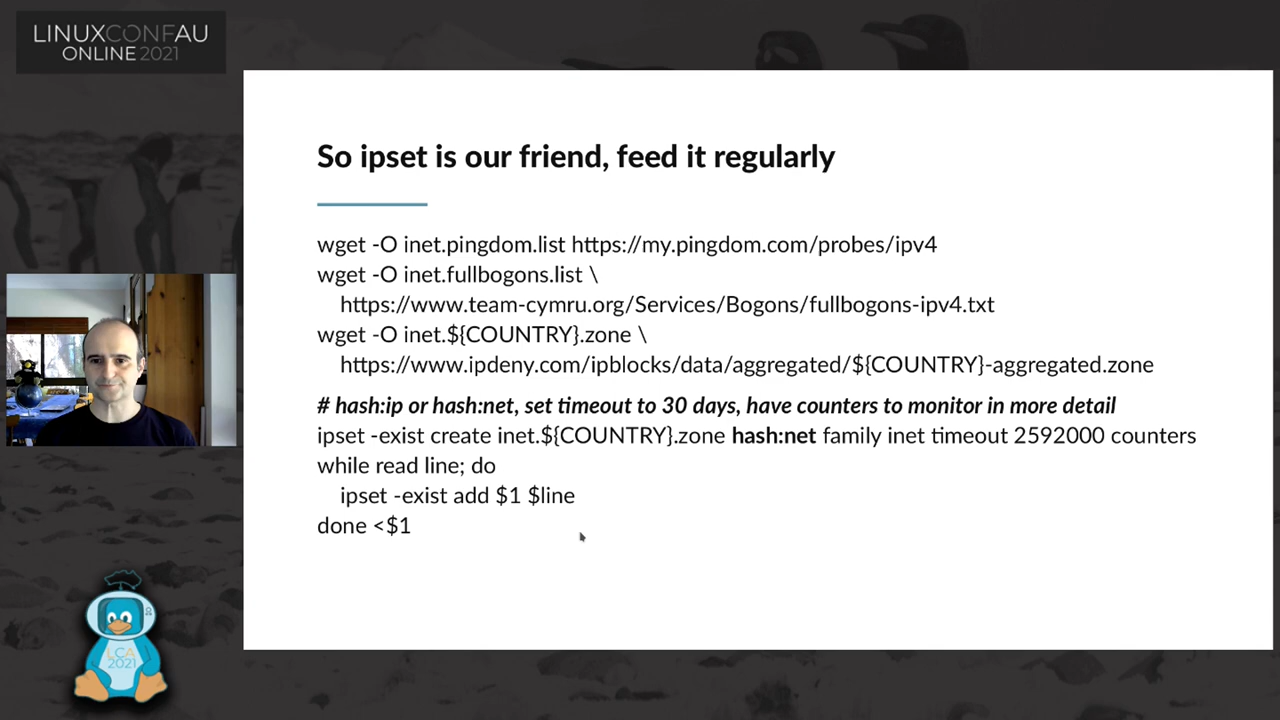 LINUXCONFAU
ONLINE2021
So ipset is our friend, feed it regularly
wget -O inet.pingdom.list https://my.pingdom.com/probes/ipv4
wget -O inet.fullbogons.list \
https://www.team-cymru.org/Services/Bogons/fullbogons-ipv4.txt
wget -O inet.${COUNTRY}.zone \
https://www.ipdeny.com/ipblocks/data/aggregated/${COUNTRY}-aggregated.zone
# hash:ip or hash:net, set timeout to 30 days, have counters to monitor in more detail
ipset -exist create inet.${COUNTRY}.zone hash:net family inet timeout 2592000 counters
while read line; do
ipset -exist add $1 $line
done <$1
LCA
2021